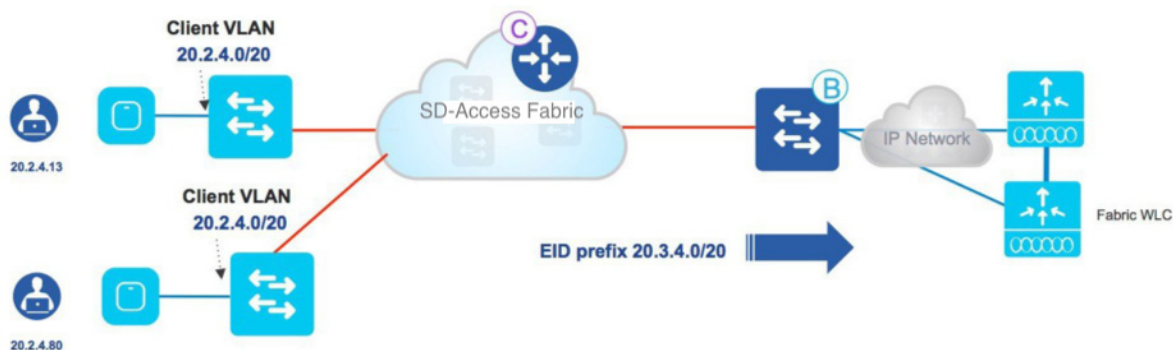 Client VLAN
20.2.4.0/20
C
SD-Access Fabric
B
IP Network
20.2.4.13
Client VLAN
20.2.4.0/20
Fabric WLC
EID prefix 20.3.4.0/20
20.2.4.80